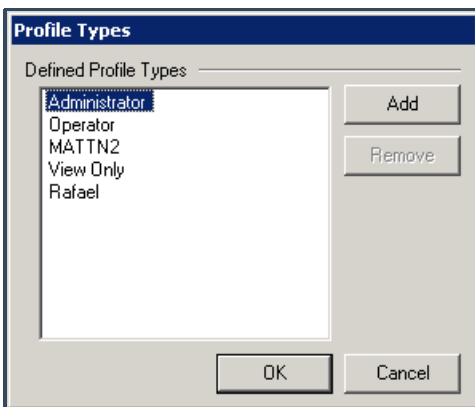 Profile Types
Defined Profile Types
Administrator
Operator
MATTN2
View Only
Rafael
Add
Remove
OK
Cancel